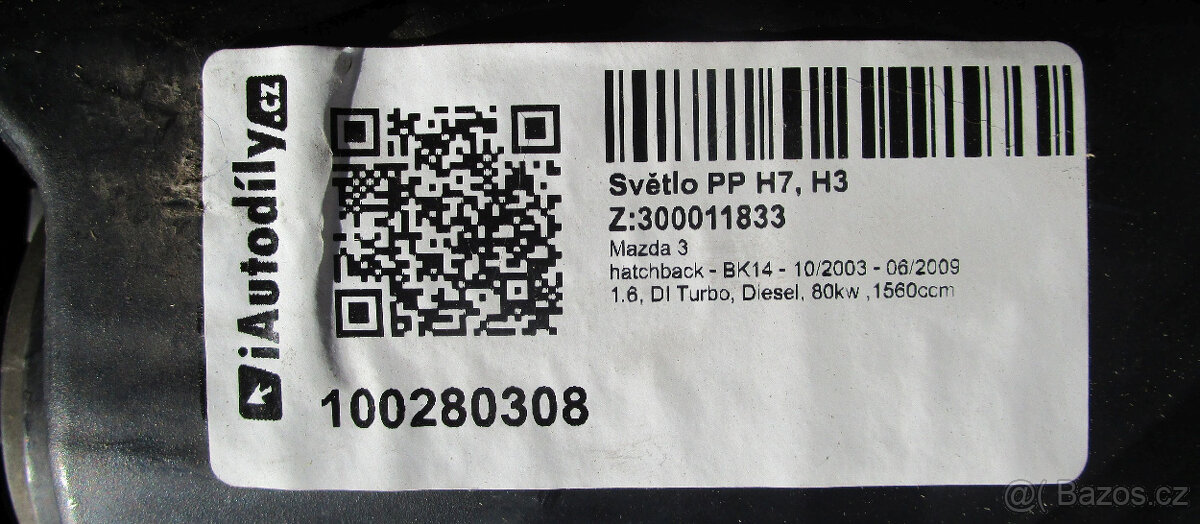 iAutodíly.cz
Světlo PP H7, H3
Z:300011833
Mazda 3
hatchback - BK14 - 10/2003 - 06/2009
1.6, DI Turbo, Diesel, 80kw ,1560ccm
100280308
@( Bazos.cz